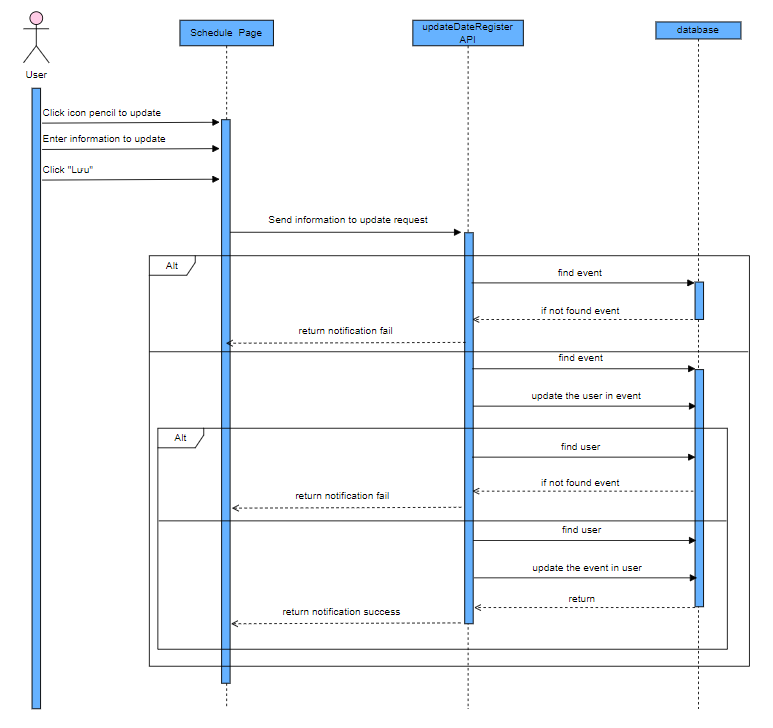 User
Schedule Page
updateDateRegister
API
database
Click icon pencil to update
Enter information to update
Click "Lưu"
Send information to update request
Alt
find event
if not found event
return notification fail
find event
update the user in event
Alt
find user
if not found event
return notification fail
find user
update the event in user
return
return notification success